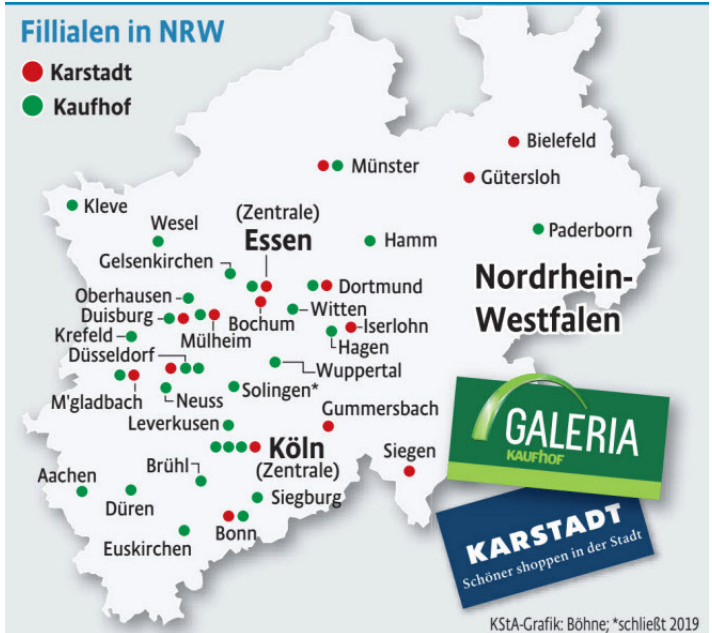 Fillialen in NRW
Karstadt
Kaufhof
Bielefeld
Münster
Gütersloh
Kleve
Wesel
(Zentrale)
Essen
Hamm
Paderborn
Gelsenkirchen
Nordrhein-
Westfalen
Oberhausen
Dortmund
Duisburg
Witten
Krefeld
Mülheim
Bochum
Iserlohn
Hagen
Düsseldorf
Wuppertal
M'gladbach
Neuss
Solingen*
Leverkusen
Gummersbach
Köln
(Zentrale)
Siegen
Brühl
Aachen
Düren
Siegburg
Euskirchen
Bonn
GALERIA
KAUFHOF
KARSTADT
Schöner shoppen in der Stadt
KStA-Grafik: Böhne; *schließt 2019